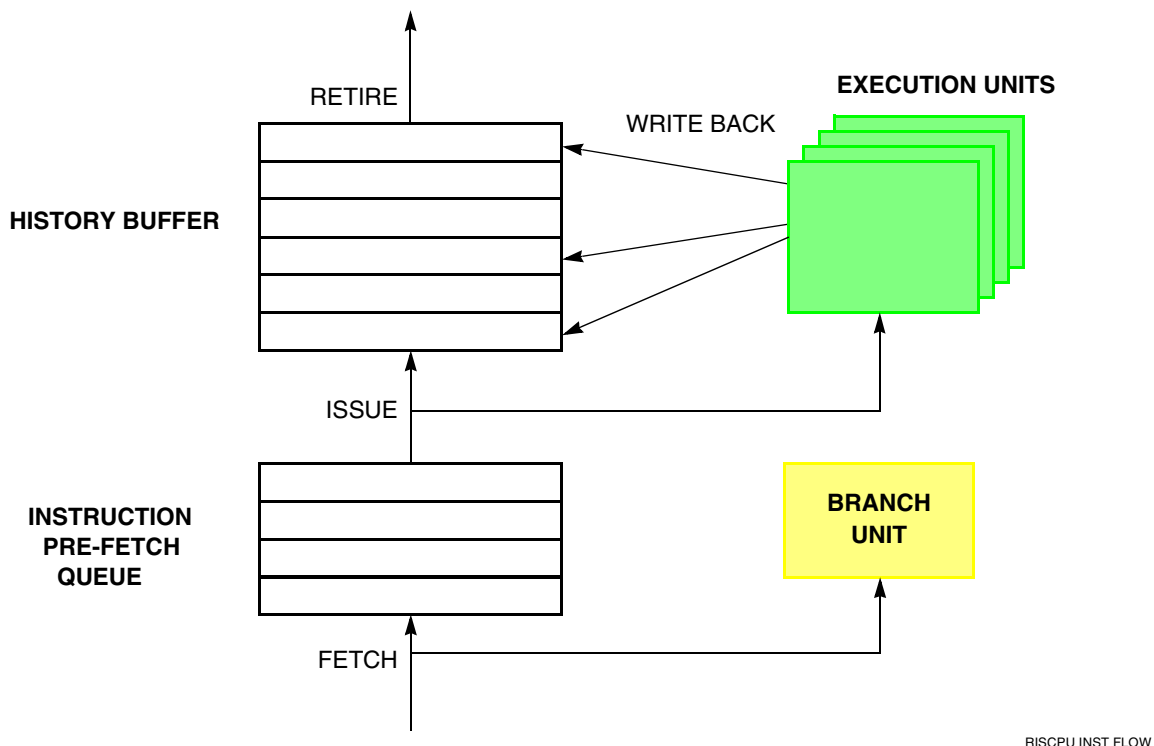 RETIRE
EXECUTION UNITS
WRITE BACK
HISTORY BUFFER
ISSUE
INSTRUCTION
PRE-FETCH
QUEUE
BRANCH
UNIT
FETCH
RISCPU INST FLOW